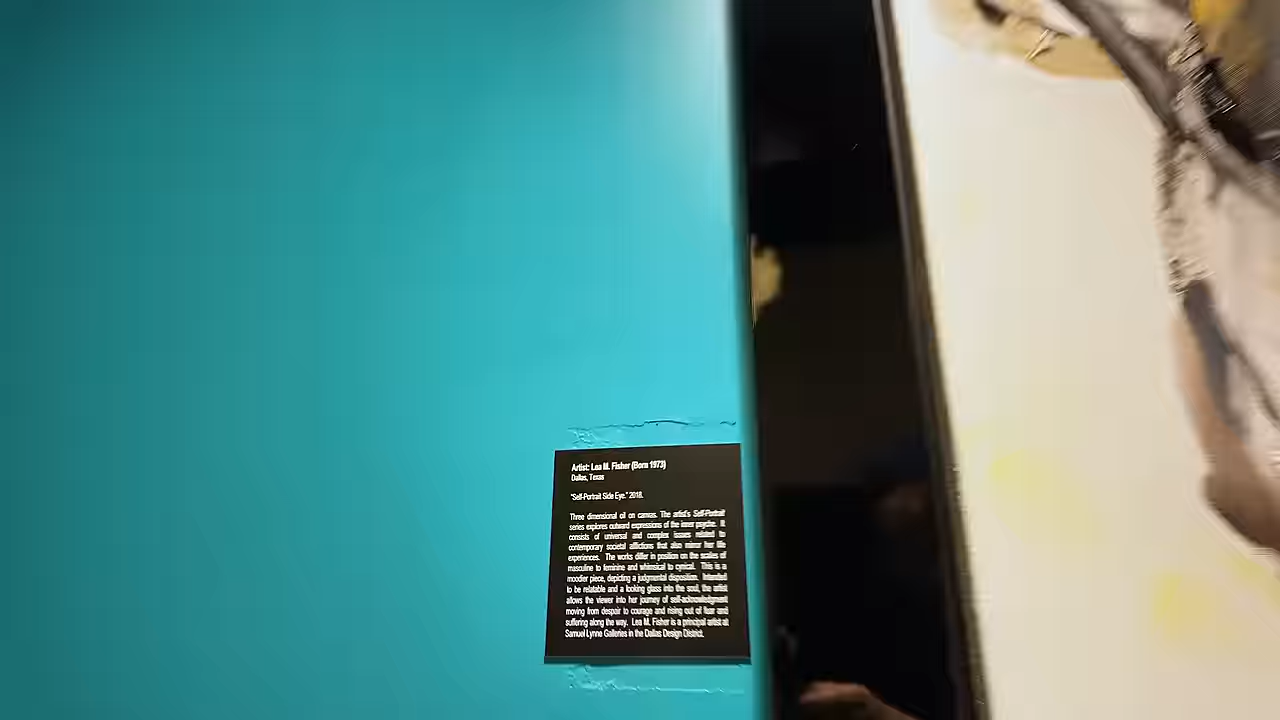 Artist: Lea M. Fisher (Born 1973)
Dallas, Texas
"Self-Portrait Side Eye." 2018.
Three dimensional oil on canvas. The artist's Self-Portrait
series explores outward expressions of the inner psyche. It
consists of universal and complex issues related to
contemporary societal afflictions that also mirror her life
experiences. The works differ in position on the scales of
masculine to feminine and whimsical to cynical. This is a
moodier piece, depicting a judgmental disposition. Intended
to be relatable and a looking glass into the soul, the artist
allows the viewer into her journey of self-acknowledgment
moving from despair to courage and rising out of fear and
suffering along the way. Lea M. Fisher is a principal artist at
Samuel Lynne Galleries in the Dallas Design District.